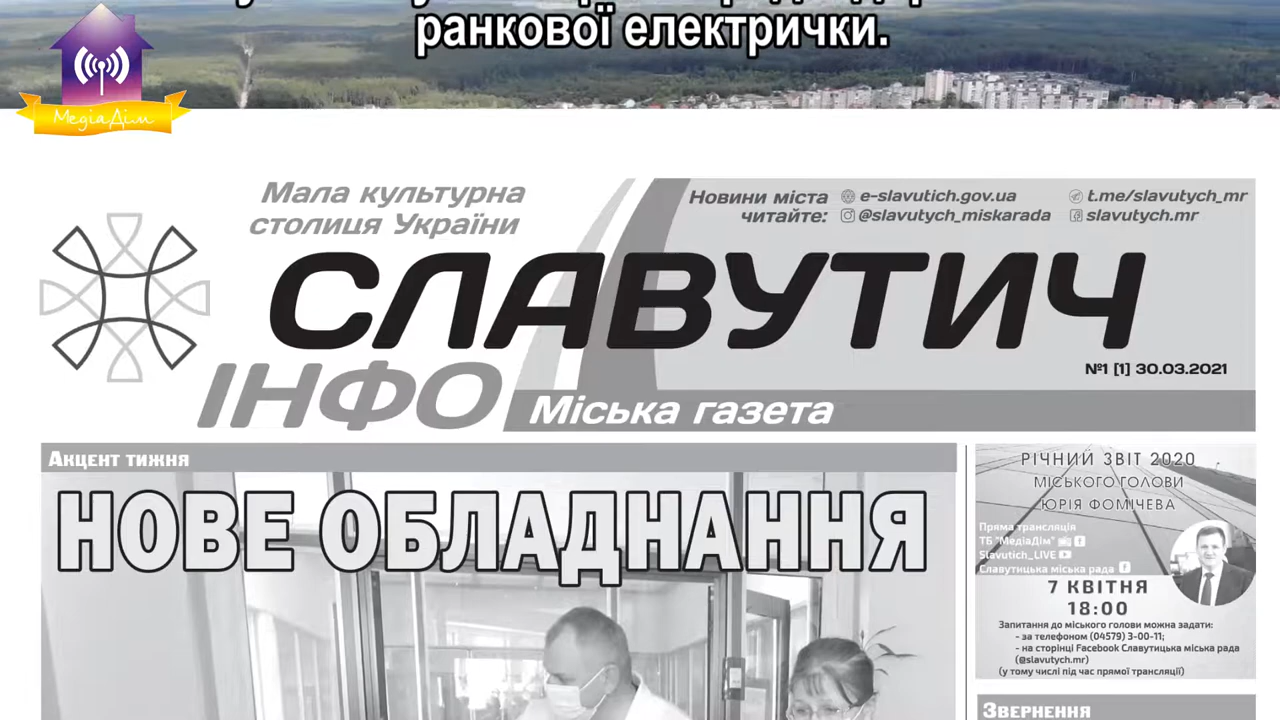 ранкової електрички.
МедіаДім
Мала культурна
столиця України
Новини міста
читайте:
e-slavutich.gov.ua
@slavutych_miskarada
t.me/slavutych_mr
slavutych.mr
СЛАВУТИЧ
ІНФО
№1 [1] 30.03.2021
Міська газета
Акцент тижня
НОВЕ ОБЛАДНАННЯ
РІЧНИЙ ЗВІТ 2020
МІСЬКОГО ГОЛОВИ
ЮРІЯ ФОМІЧЕВА
Пряма трансляція
ТБ "МедіаДім"
Slavutich_LIVE
Славутицька міська рада
7 КВІТНЯ
18:00
Запитання до міського голови можна задати:
- за телефоном (04579) 3-00-11;
- на сторінці Facebook Славутицька міська рада
(@slavutych.mr)
(у тому числі під час прямої трансляції)
Звернення